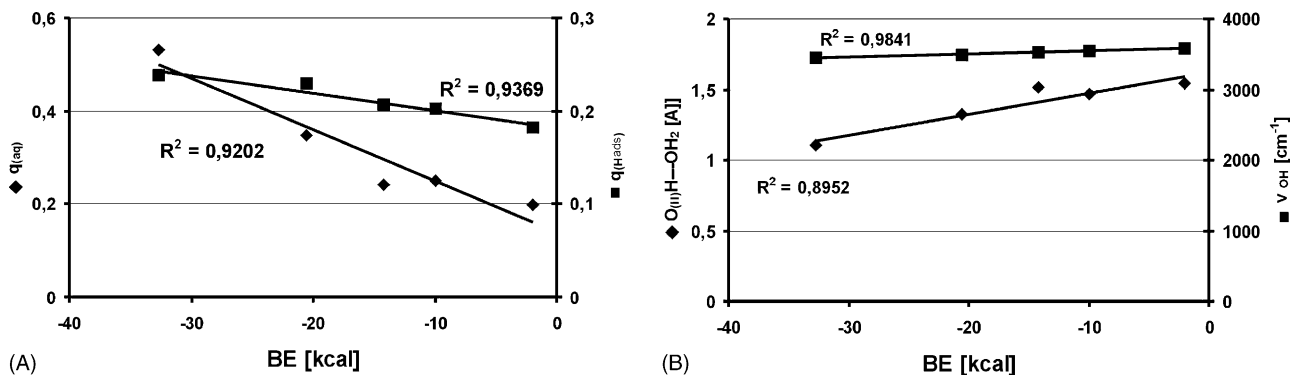 0,6
0,3
R² = 0,9369
0,4
0,2
R² = 0,9202
◆ q(aq)
■ q(Hads)
0,2
0,1
0
0
-40
-30
-20
-10
0
(A)
BE [kcal]
2
4000
R² = 0,9841
1,5
3000
1
2000
R² = 0,8952
◆ O(II)H---OH₂ [A]]
■ ν OH [cm⁻¹]
0,5
1000
0
0
-40
-30
-20
-10
0
(B)
BE [kcal]